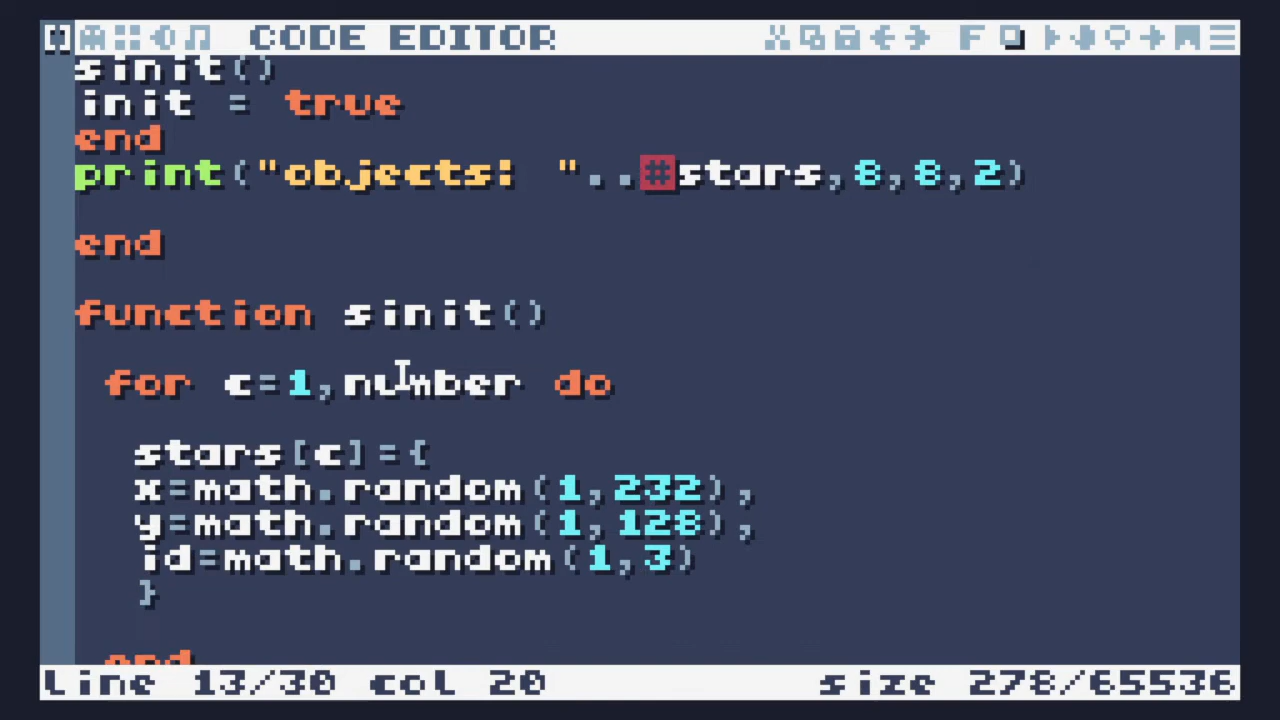 CODE EDITOR
F
sinit()
init = true
end
print("objects: "..#stars,8,8,2)
end
function sinit()
for c=1,number do
stars[c]={
x=math.random(1,232),
y=math.random(1,128),
id=math.random(1,3)
}
end
line 13/30 col 20
size 278/65536